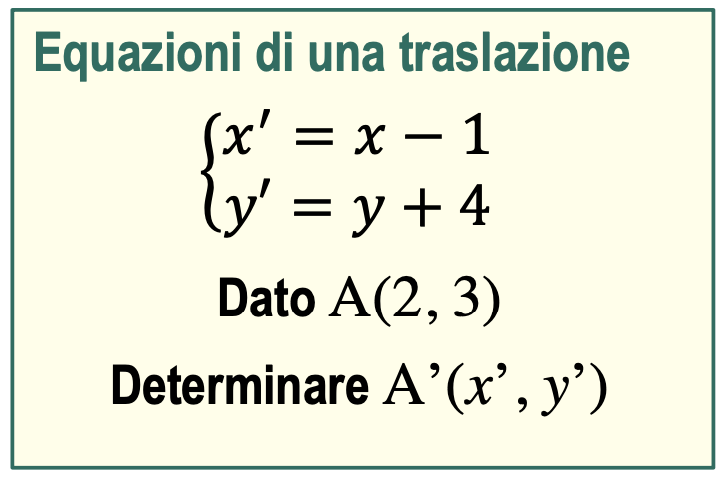 Equazioni di una traslazione
x′ = x − 1
y′ = y + 4
Dato A(2, 3)
Determinare A’(x’, y’)